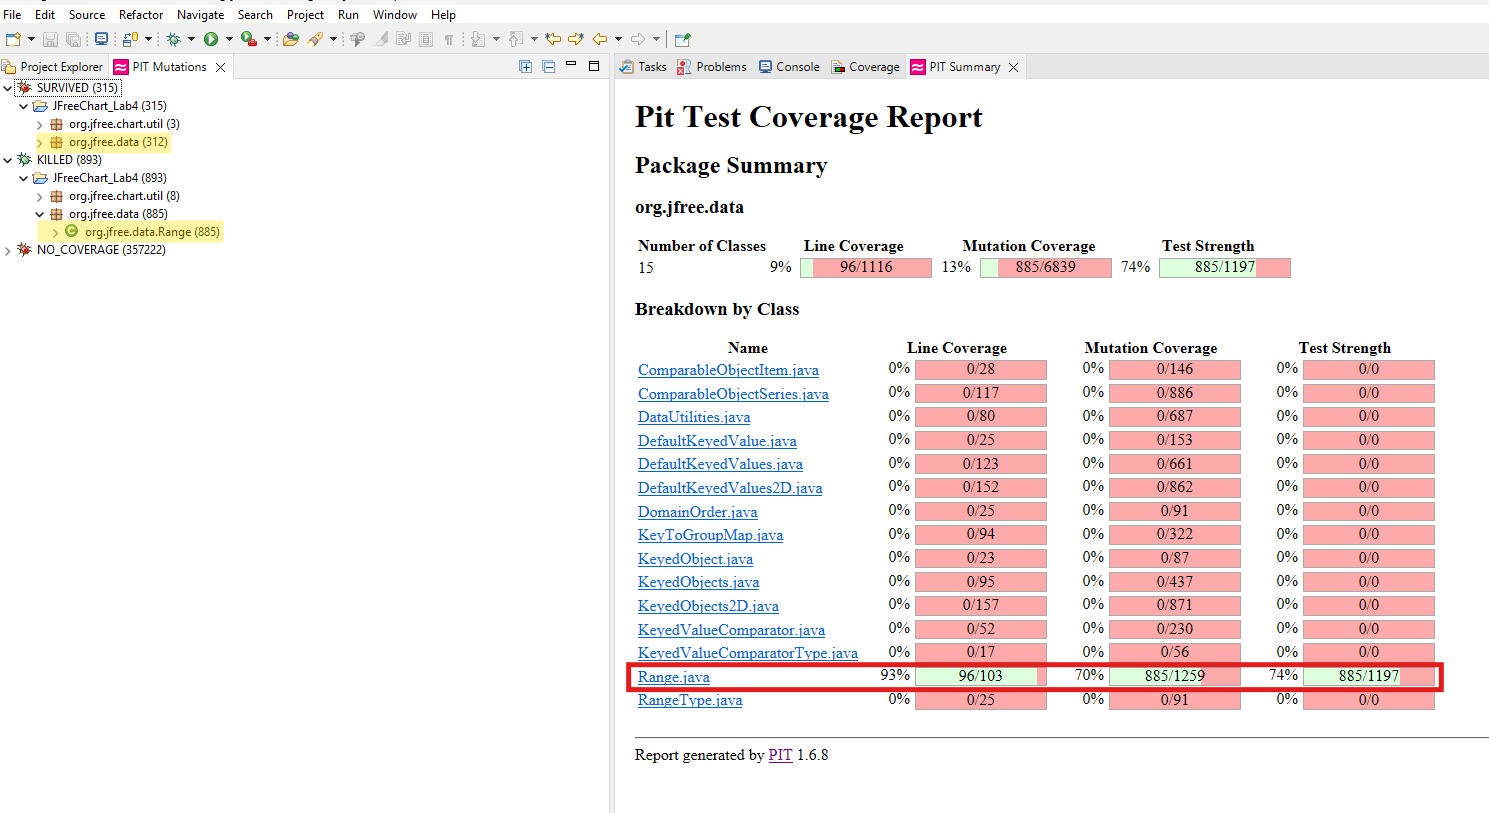 File Edit Source Refactor Navigate Search Project Run Window Help
Project Explorer PIT Mutations
SURVIVED (315)
JFreeChart_Lab4 (315)
org.jfree.chart.util (3)
org.jfree.data (312)
KILLED (893)
JFreeChart_Lab4 (893)
org.jfree.chart.util (8)
org.jfree.data (885)
org.jfree.data.Range (885)
NO_COVERAGE (357222)
Tasks Problems Console Coverage PIT Summary
Pit Test Coverage Report
Package Summary
org.jfree.data
Number of Classes Line Coverage Mutation Coverage Test Strength
15 9% 96/1116 13% 885/6839 74% 885/1197
Breakdown by Class
Name Line Coverage Mutation Coverage Test Strength
ComparableObjectItem.java 0% 0/28 0% 0/146 0% 0/0
ComparableObjectSeries.java 0% 0/117 0% 0/886 0% 0/0
DataUtilities.java 0% 0/80 0% 0/687 0% 0/0
DefaultKeyedValue.java 0% 0/25 0% 0/153 0% 0/0
DefaultKeyedValues.java 0% 0/123 0% 0/661 0% 0/0
DefaultKeyedValues2D.java 0% 0/152 0% 0/862 0% 0/0
DomainOrder.java 0% 0/25 0% 0/91 0% 0/0
KeyToGroupMap.java 0% 0/94 0% 0/322 0% 0/0
KeyedObject.java 0% 0/23 0% 0/87 0% 0/0
KeyedObjects.java 0% 0/95 0% 0/437 0% 0/0
KeyedObjects2D.java 0% 0/157 0% 0/871 0% 0/0
KeyedValueComparator.java 0% 0/52 0% 0/230 0% 0/0
KeyedValueComparatorType.java 0% 0/17 0% 0/56 0% 0/0
Range.java 93% 96/103 70% 885/1259 74% 885/1197
RangeType.java 0% 0/25 0% 0/91 0% 0/0
Report generated by PIT 1.6.8